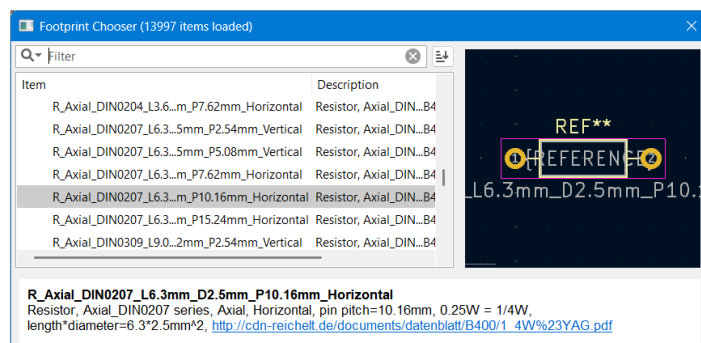 Footprint Chooser (13997 items loaded)
Filter
Item Description
R_Axial_DIN0204_L3.6...m_P7.62mm_Horizontal Resistor, Axial_DIN...B4
R_Axial_DIN0207_L6.3...5mm_P2.54mm_Vertical Resistor, Axial_DIN...B4
R_Axial_DIN0207_L6.3...5mm_P5.08mm_Vertical Resistor, Axial_DIN...B4
R_Axial_DIN0207_L6.3...m_P7.62mm_Horizontal Resistor, Axial_DIN...B4
R_Axial_DIN0207_L6.3...m_P10.16mm_Horizontal Resistor, Axial_DIN...B4
R_Axial_DIN0207_L6.3...m_P15.24mm_Horizontal Resistor, Axial_DIN...B4
R_Axial_DIN0309_L9.0...2mm_P2.54mm_Vertical Resistor, Axial_DIN...B4
REF**
1 [REFERENCE 2
_L6.3mm_D2.5mm_P10.
R_Axial_DIN0207_L6.3mm_D2.5mm_P10.16mm_Horizontal
Resistor, Axial_DIN0207 series, Axial, Horizontal, pin pitch=10.16mm, 0.25W = 1/4W,
length*diameter=6.3*2.5mm^2, http://cdn-reichelt.de/documents/datenblatt/B400/1_4W%23YAG.pdf